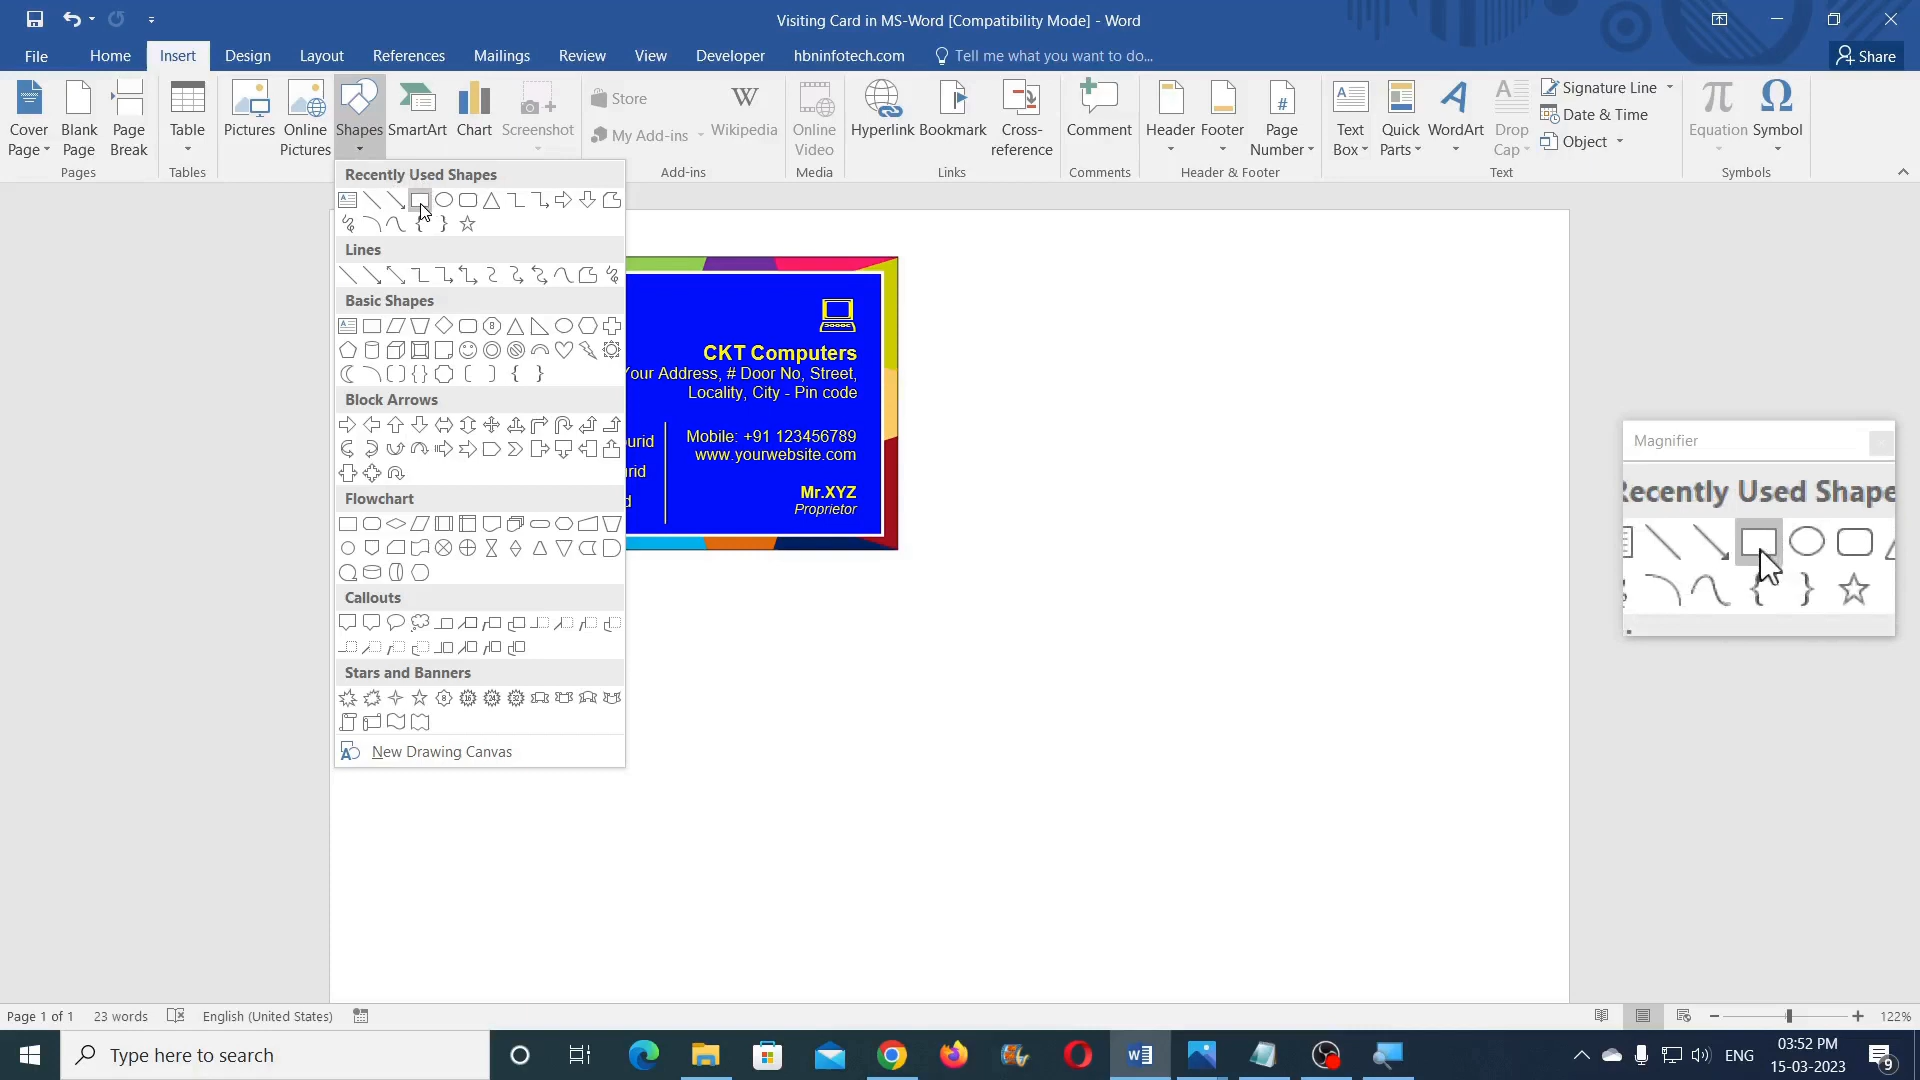 Visiting Card in MS-Word [Compatibility Mode] - Word
File Home Insert Design Layout References Mailings Review View Developer hbninfotech.com Tell me what you want to do... Share
Cover Page
Blank Page
Page Break
Table
Pictures
Online Pictures
Shapes
SmartArt
Chart
Screenshot
Store
My Add-ins
Wikipedia
Online Video
Hyperlink
Bookmark
Cross-reference
Comment
Header
Footer
Page Number
Text Box
Quick Parts
WordArt
Drop Cap
Signature Line
Date & Time
Object
Equation
Symbol
Pages Tables Add-ins Media Links Comments Header & Footer Text Symbols
Recently Used Shapes
Lines
Basic Shapes
Block Arrows
Flowchart
Callouts
Stars and Banners
New Drawing Canvas
CKT Computers
Your Address, # Door No, Street,
Locality, City - Pin code
Mobile: +91 123456789
www.yourwebsite.com
ourid
urid
d
Mr.XYZ
Proprietor
Magnifier
Recently Used Shape
Page 1 of 1 23 words English (United States) 122%
Type here to search
ENG
03:52 PM
15-03-2023
9